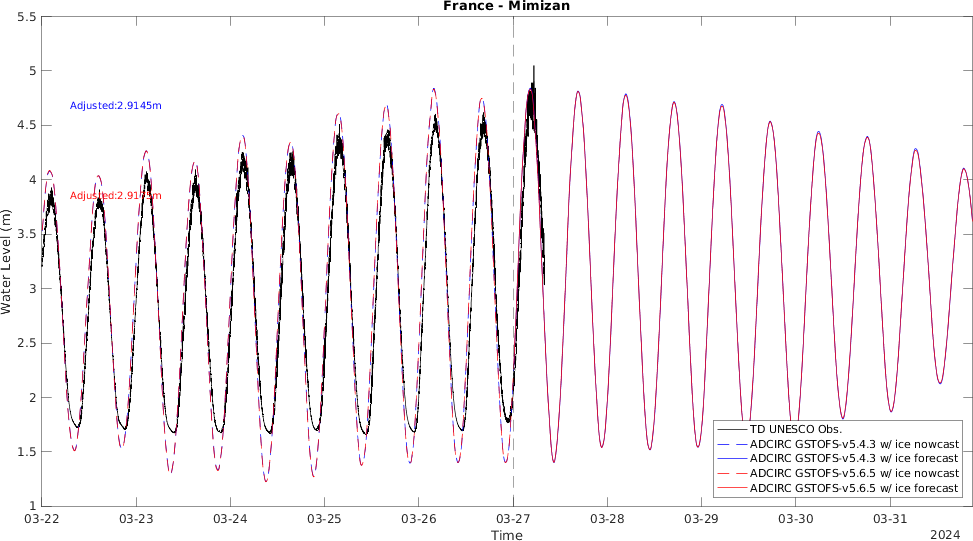 France - Mimizan
5.5
5
4.5
4
3.5
3
2.5
2
1.5
1
Water Level (m)
Adjusted:2.9145m
TD UNESCO Obs.
ADCIRC GSTOFS-v5.4.3 w/ ice nowcast
ADCIRC GSTOFS-v5.4.3 w/ ice forecast
ADCIRC GSTOFS-v5.6.5 w/ ice nowcast
ADCIRC GSTOFS-v5.6.5 w/ ice forecast
03-22
03-23
03-24
03-25
03-26
03-27
03-28
03-29
03-30
03-31
Time
2024